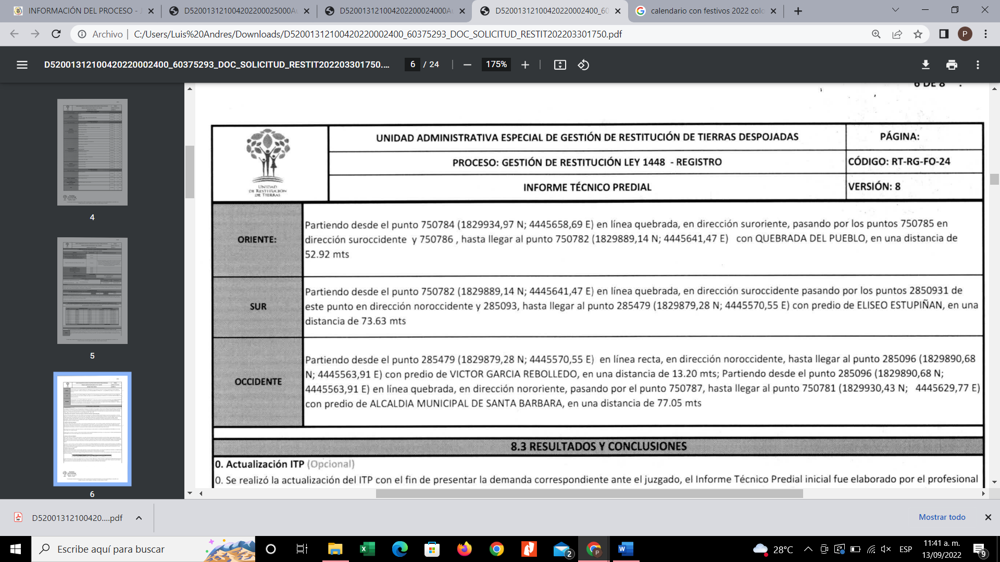 INFORMACIÓN DEL PROCESO - J
D520013121004202200025000Au
D520013121004202200024000Au
D52001312100420220002400_60
calendario con festivos 2022 colo
Archivo
C:/Users/Luis%20Andres/Downloads/D52001312100420220002400_60375293_DOC_SOLICITUD_RESTIT202203301750.pdf
P
D52001312100420220002400_60375293_DOC_SOLICITUD_RESTIT202203301750....
6 / 24
175%
4
5
6
6 DE 8
UNIDAD
DE RESTITUCIÓN
DE TIERRAS
UNIDAD ADMINISTRATIVA ESPECIAL DE GESTIÓN DE RESTITUCIÓN DE TIERRAS DESPOJADAS
PÁGINA:
PROCESO: GESTIÓN DE RESTITUCIÓN LEY 1448 - REGISTRO
CÓDIGO: RT-RG-FO-24
INFORME TÉCNICO PREDIAL
VERSIÓN: 8
ORIENTE:
Partiendo desde el punto 750784 (1829934,97 N; 4445658,69 E) en línea quebrada, en dirección suroriente, pasando por los puntos 750785 en
dirección suroccidente y 750786 , hasta llegar al punto 750782 (1829889,14 N; 4445641,47 E) con QUEBRADA DEL PUEBLO, en una distancia de
52.92 mts
SUR
Partiendo desde el punto 750782 (1829889,14 N; 4445641,47 E) en línea quebrada, en dirección suroccidente pasando por los puntos 2850931 de
este punto en dirección noroccidente y 285093, hasta llegar al punto 285479 (1829879,28 N; 4445570,55 E) con predio de ELISEO ESTUPIÑAN, en una
distancia de 73.63 mts
OCCIDENTE
Partiendo desde el punto 285479 (1829879,28 N; 4445570,55 E) en línea recta, en dirección noroccidente, hasta llegar al punto 285096 (1829890,68
N; 4445563,91 E) con predio de VICTOR GARCIA REBOLLEDO, en una distancia de 13.20 mts; Partiendo desde el punto 285096 (1829890,68 N;
4445563,91 E) en línea quebrada, en dirección nororiente, pasando por el punto 750787, hasta llegar al punto 750781 (1829930,43 N; 4445629,77 E)
con predio de ALCALDIA MUNICIPAL DE SANTA BARBARA, en una distancia de 77.05 mts
8.3 RESULTADOS Y CONCLUSIONES
0. Actualización ITP (Opcional)
0. Se realizó la actualización del ITP con el fin de presentar la demanda correspondiente ante el juzgado, el Informe Técnico Predial inicial fue elaborado por el profesional
D52001312100420....pdf
Mostrar todo
Escribe aquí para buscar
2
P
28°C
ESP
11:41 a. m.
13/09/2022
9